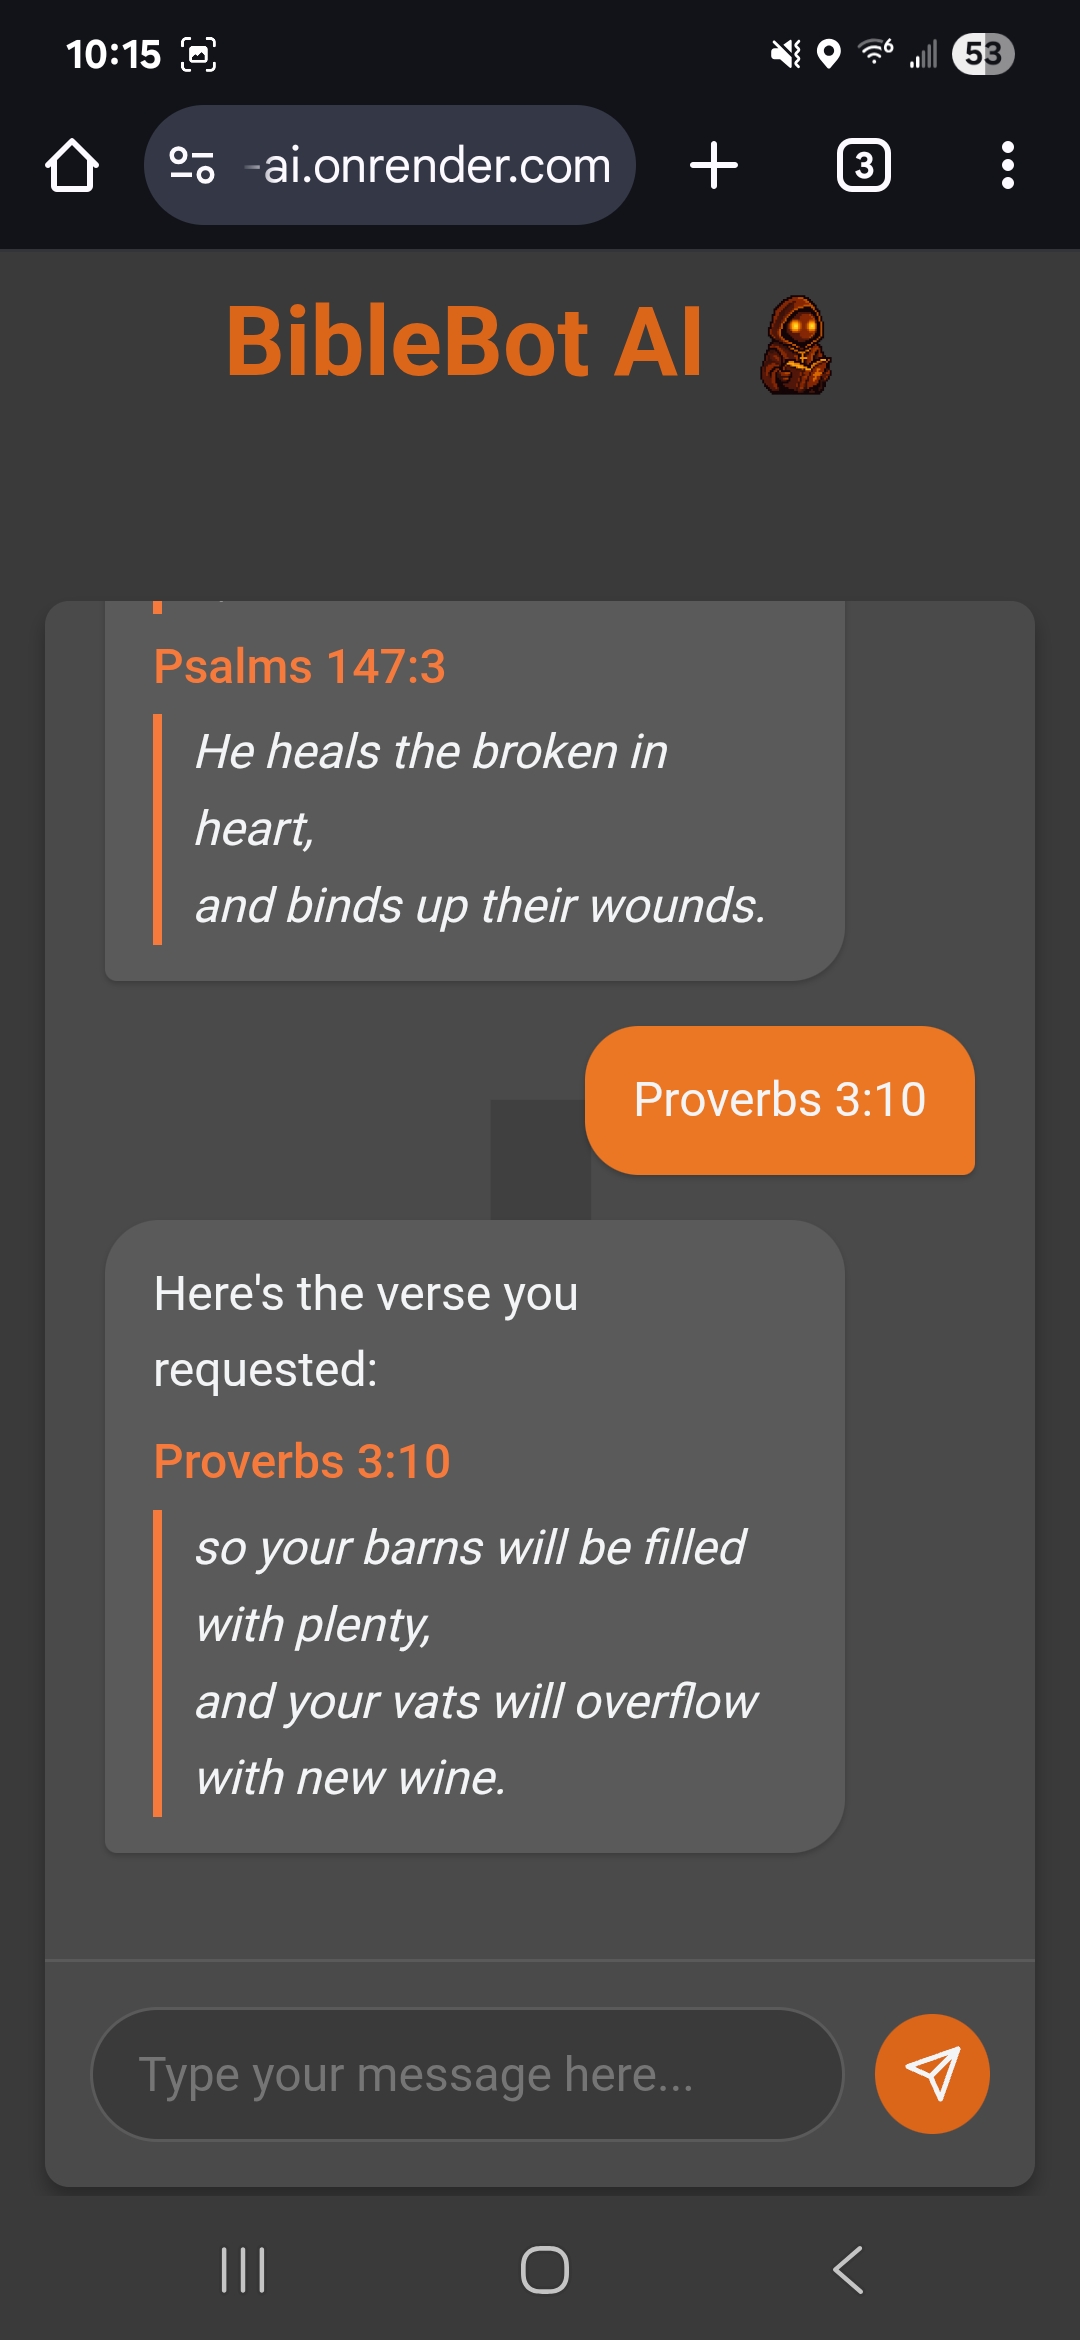 10:15
6
53
-ai.onrender.com
3
BibleBot AI
Psalms 147:3
He heals the broken in
heart,
and binds up their wounds.
Proverbs 3:10
Here's the verse you
requested:
Proverbs 3:10
so your barns will be filled
with plenty,
and your vats will overflow
with new wine.
Type your message here...